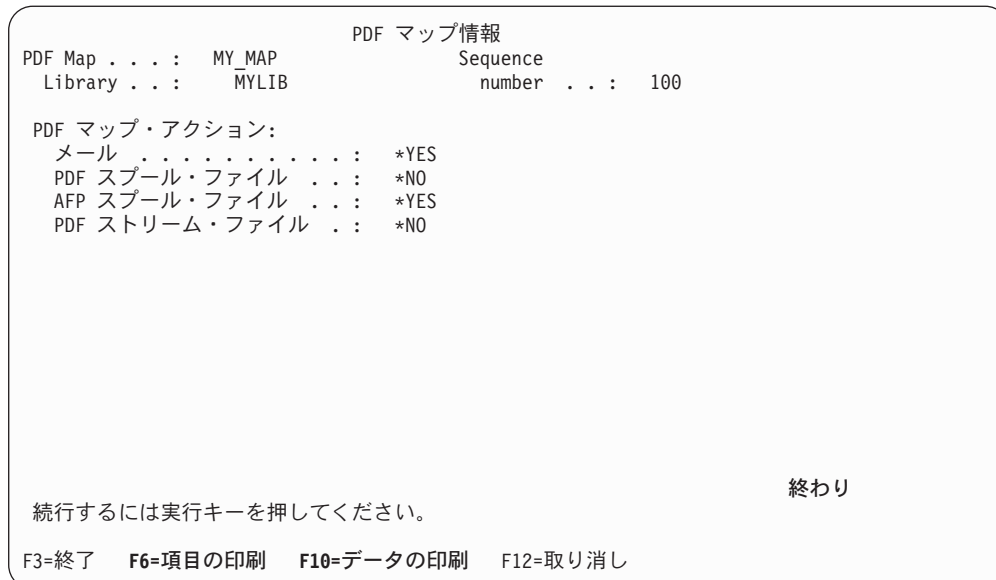 PDF マップ情報
PDF Map . . . : MY_MAP Sequence
Library . . : MYLIB number . . : 100
PDF マップ・アクション:
メール . . . . . . . . . . : *YES
PDF スプール・ファイル . . : *NO
AFP スプール・ファイル . . : *YES
PDF ストリーム・ファイル . : *NO
終わり
続行するには実行キーを押してください。
F3=終了 F6=項目の印刷 F10=データの印刷 F12=取り消し